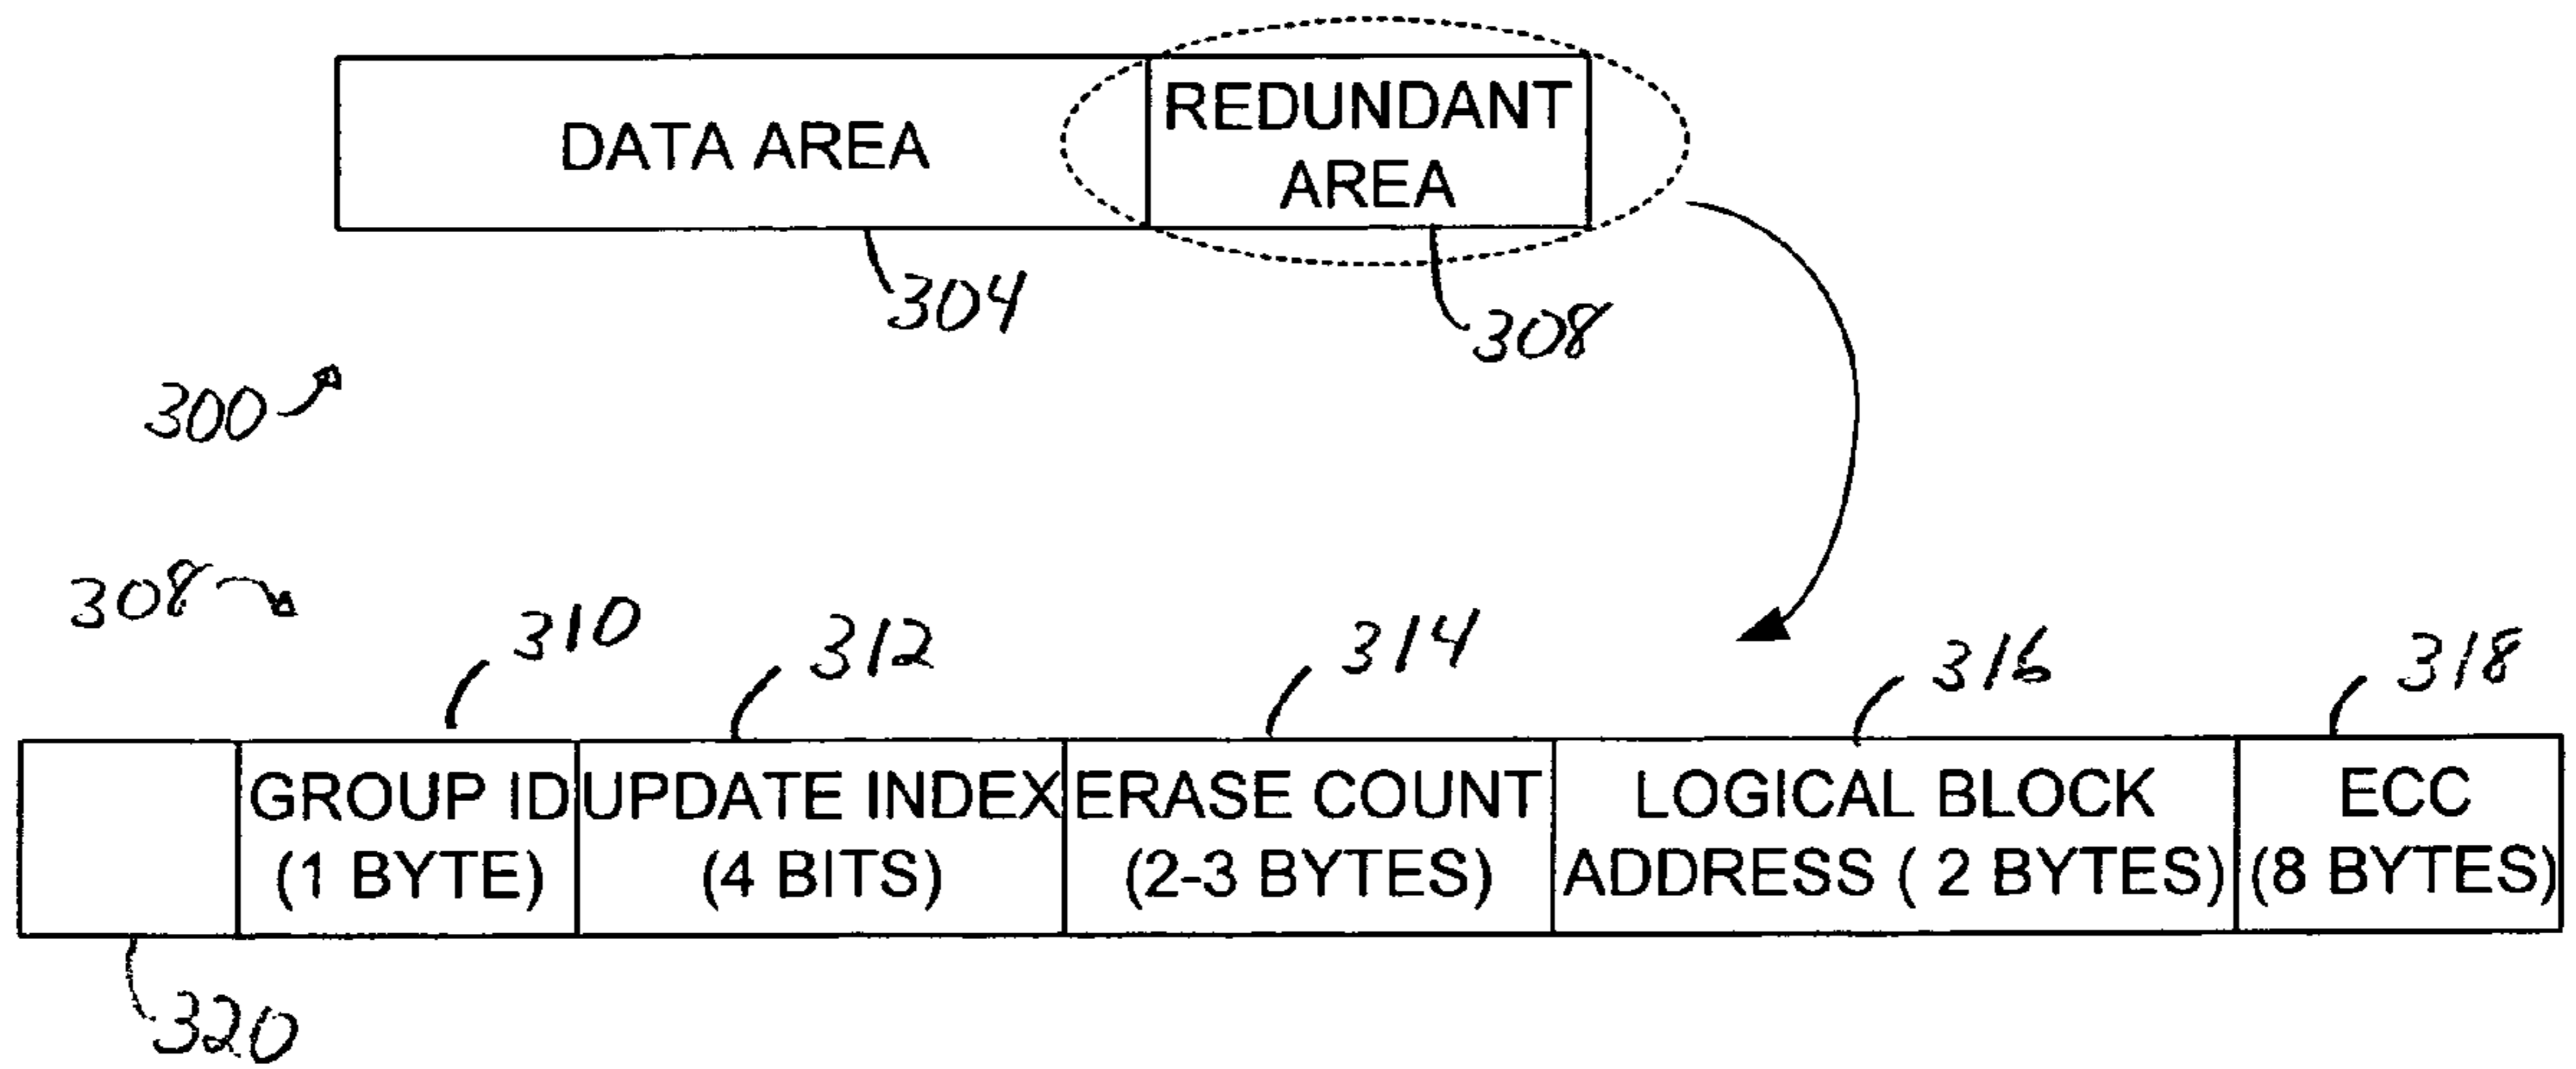 DATA AREA
REDUNDANT
AREA
304
308
300
308
310
312
314
316
318
GROUP ID
(1 BYTE)
UPDATE INDEX
(4 BITS)
ERASE COUNT
(2-3 BYTES)
LOGICAL BLOCK
ADDRESS ( 2 BYTES)
ECC
(8 BYTES)
320